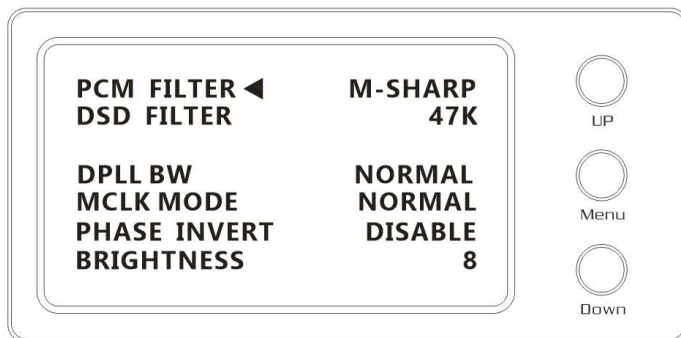 PCM FILTER ◀ M-SHARP
DSD FILTER 47K
DPLL BW NORMAL
MCLK MODE NORMAL
PHASE INVERT DISABLE
BRIGHTNESS 8
UP
Menu
Down